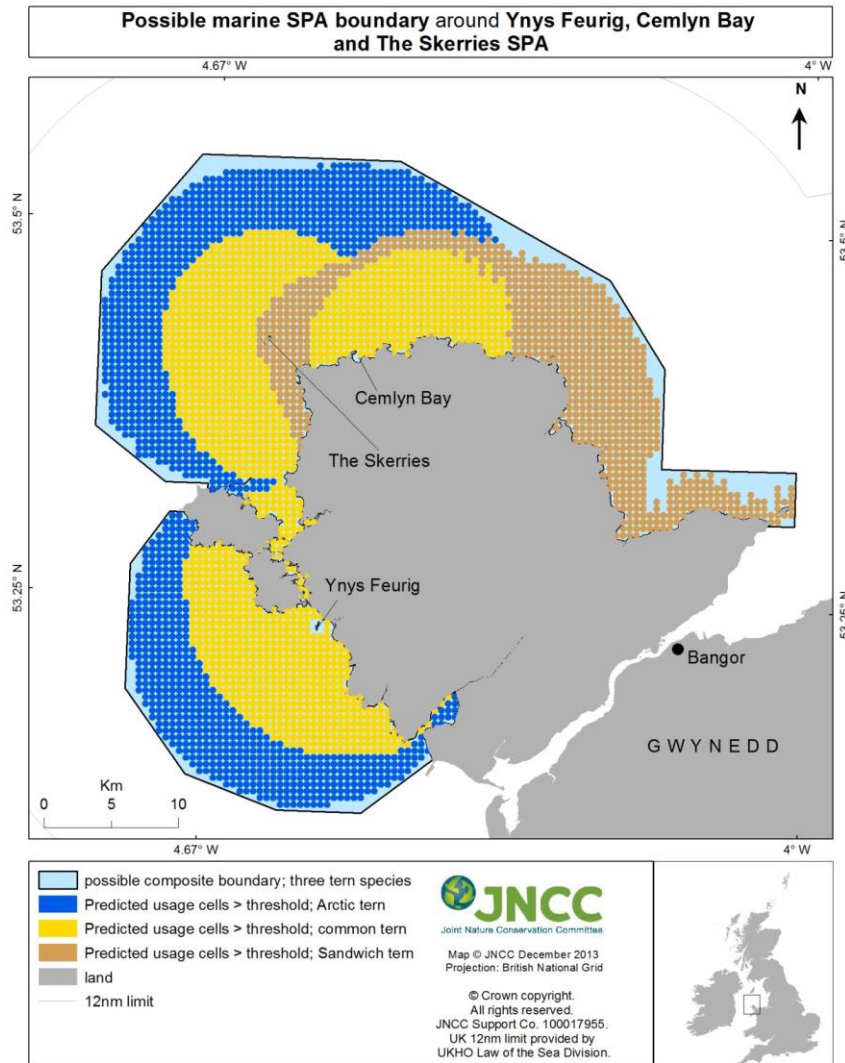 Possible marine SPA boundary around Ynys Feurig, Cemlyn Bay
and The Skerries SPA
4.67° W
4° W
N
53.5° N
53.5° N
Cemlyn Bay
The Skerries
53.25° N
Ynys Feurig
53.25° N
Bangor
GWYNEDD
Km
0 5 10
4.67° W
4° W
possible composite boundary; three tern species
Predicted usage cells > threshold; Arctic tern
Predicted usage cells > threshold; common tern
Predicted usage cells > threshold; Sandwich tern
land
12nm limit
JNCC
Joint Nature Conservation Committee
Map © JNCC December 2013
Projection: British National Grid
© Crown copyright.
All rights reserved.
JNCC Support Co. 100017955.
UK 12nm limit provided by
UKHO Law of the Sea Division.